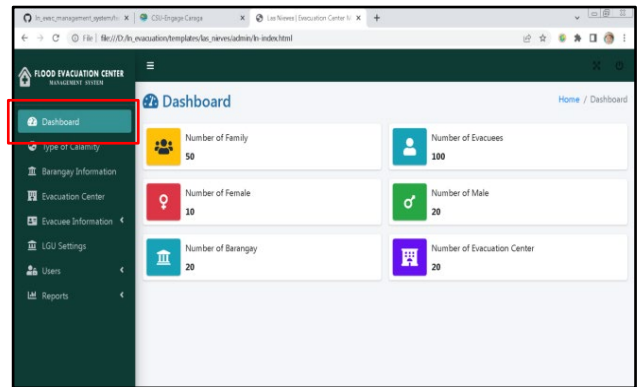 ln_evac_management_system/ln
CSU-Engage Caraga
Las Nieves | Evacuation Center M
File | file:///D:/ln_evacuation/templates/las_nieves/admin/ln-index.html
FLOOD EVACUATION CENTER
MANAGEMENT SYSTEM
Dashboard
Type of Calamity
Barangay Information
Evacuation Center
Evacuee Information
LGU Settings
Users
Reports
Dashboard
Home / Dashboard
Number of Family
50
Number of Evacuees
100
Number of Female
10
Number of Male
20
Number of Barangay
20
Number of Evacuation Center
20